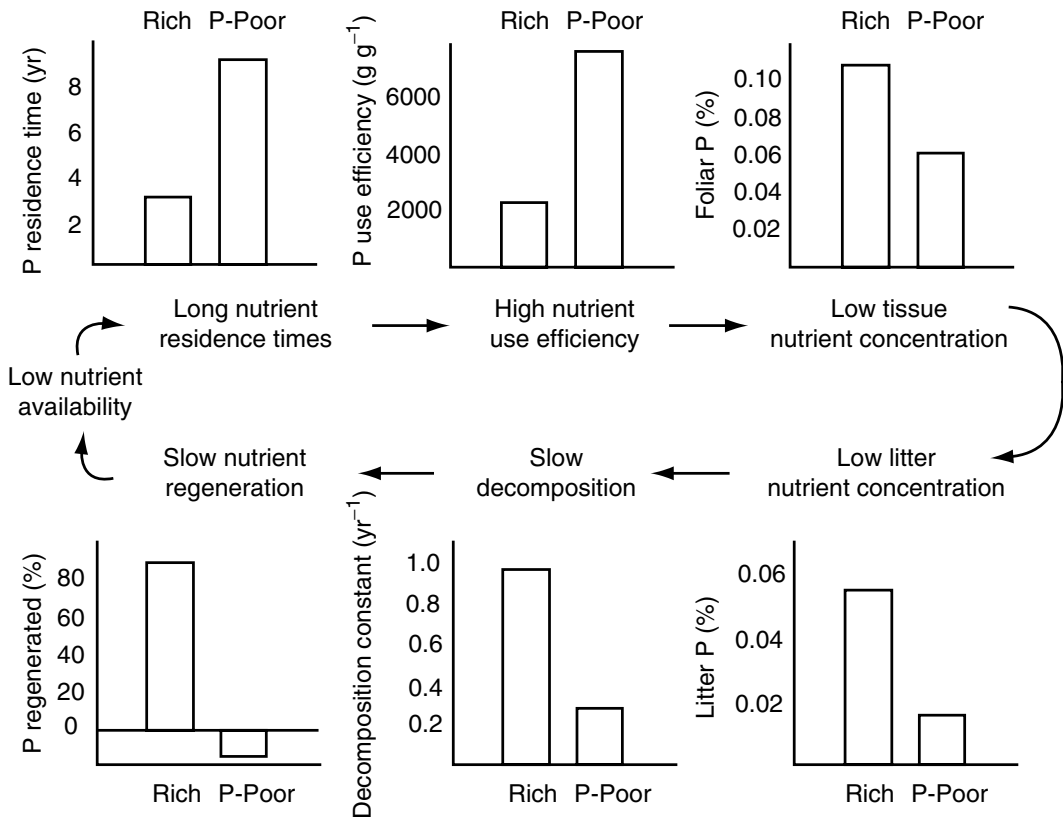 Rich P-Poor
P residence time (yr)
8
6
4
2
Rich P-Poor
P use efficiency (g g⁻¹)
6000
4000
2000
Rich P-Poor
Foliar P (%)
0.10
0.08
0.06
0.04
0.02
Long nutrient
residence times
High nutrient
use efficiency
Low tissue
nutrient concentration
Low nutrient
availability
Slow nutrient
regeneration
Slow
decomposition
Low litter
nutrient concentration
P regenerated (%)
80
60
40
20
0
Rich P-Poor
Decomposition constant (yr⁻¹)
1.0
0.8
0.6
0.4
0.2
Rich P-Poor
Litter P (%)
0.06
0.04
0.02
Rich P-Poor